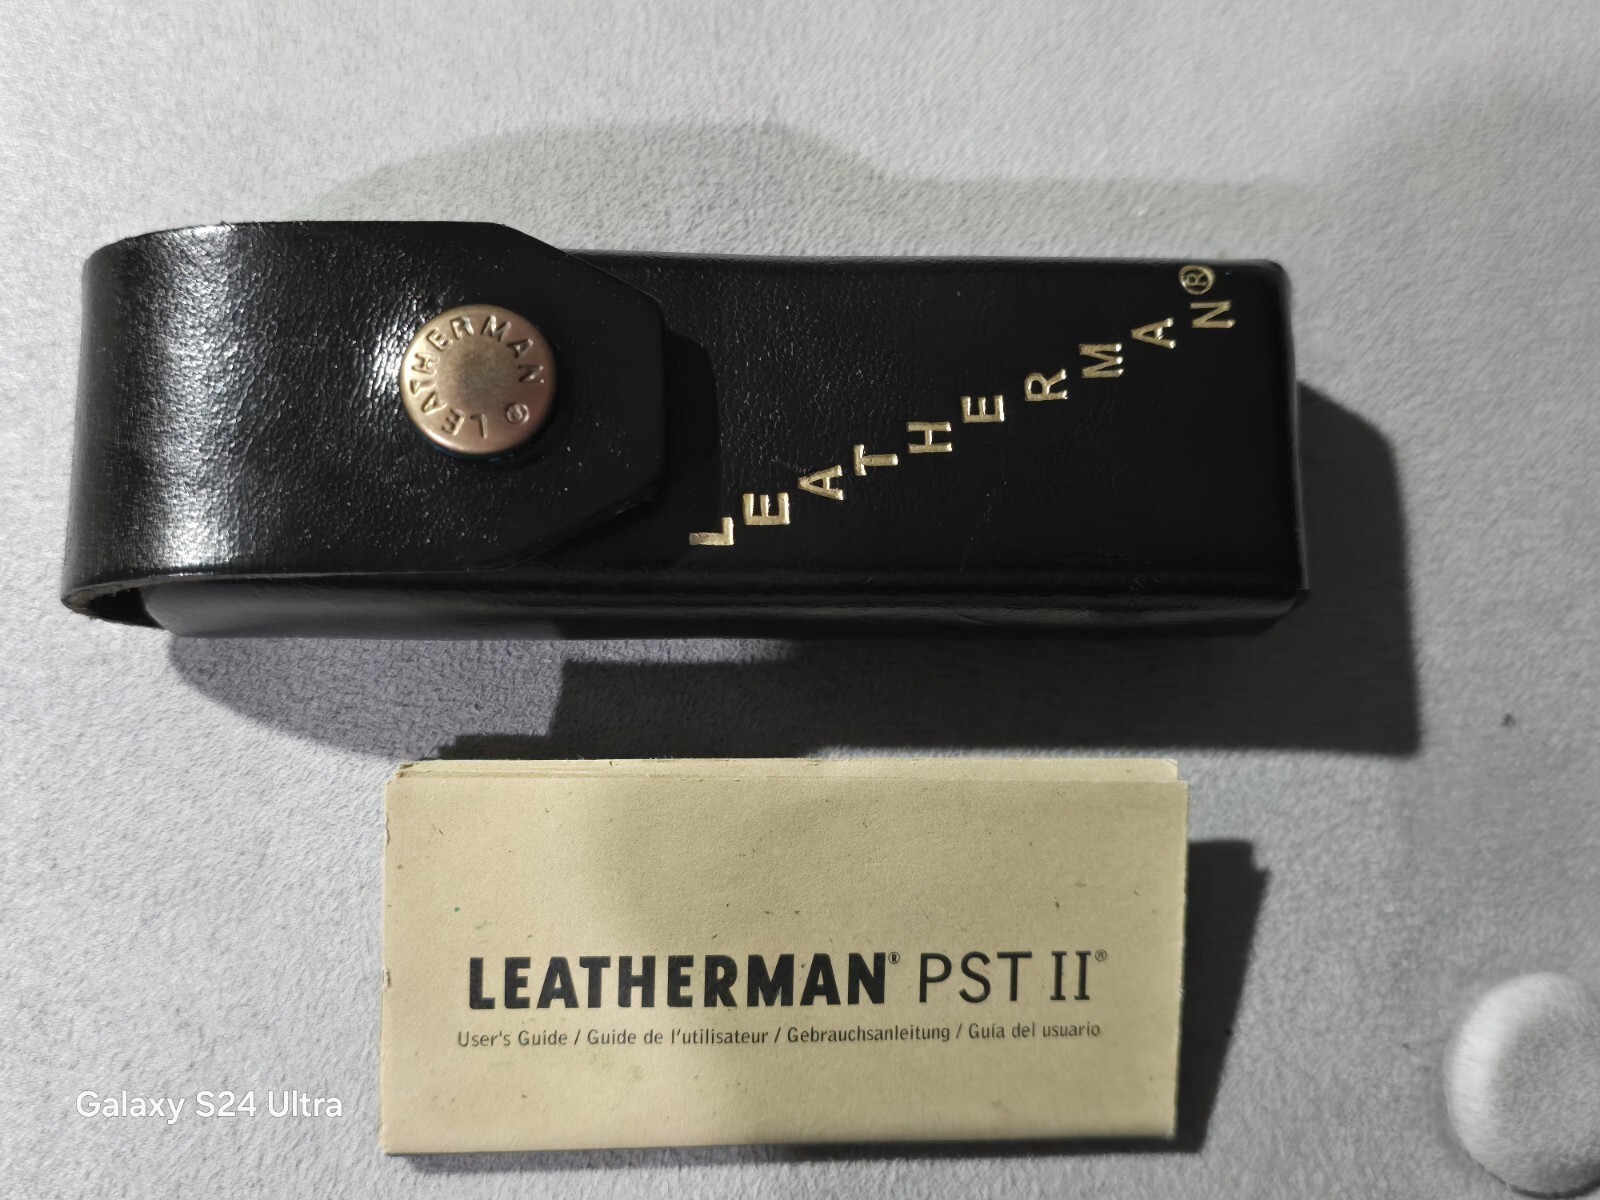 LEATHERMAN®
LEATHERMAN®
LEATHERMAN® PST II®
User's Guide / Guide de l'utilisateur / Gebrauchsanleitung / Guía del usuario
Galaxy S24 Ultra